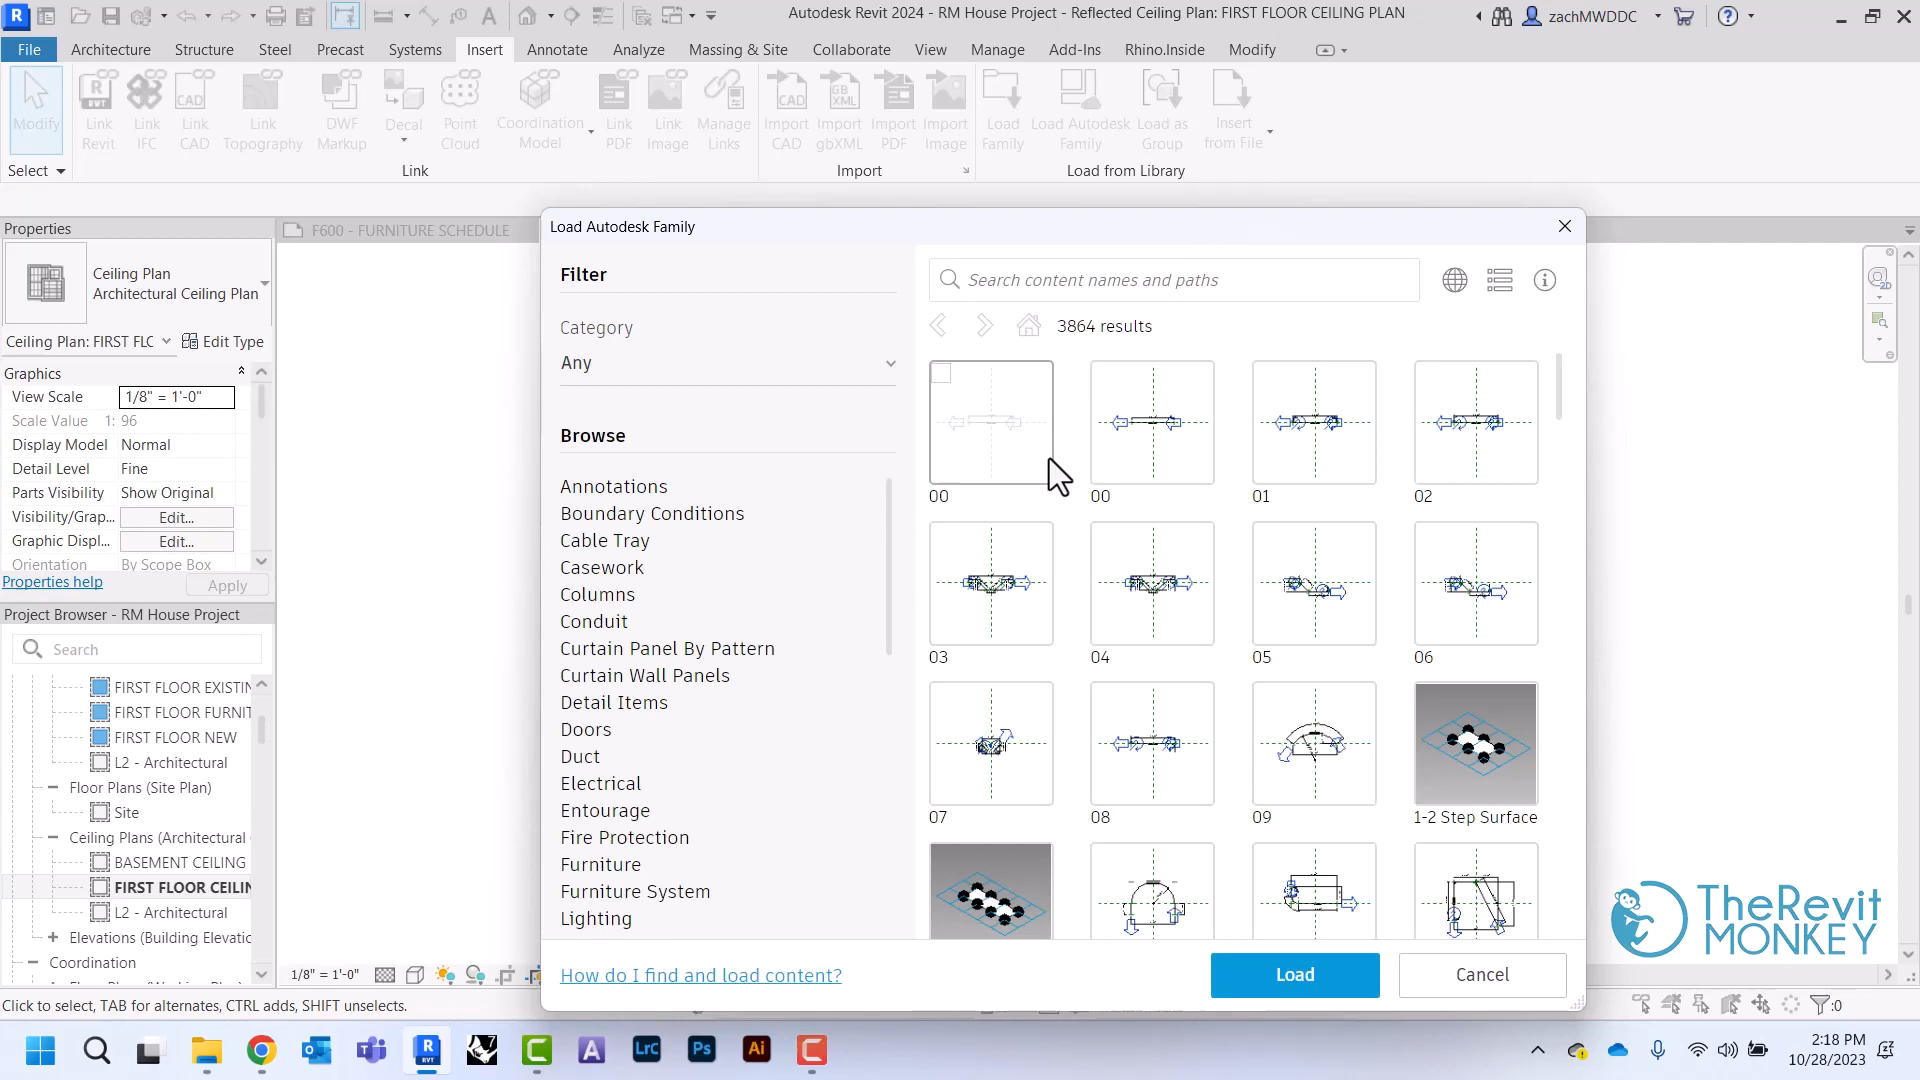 Autodesk Revit 2024 - RM House Project - Reflected Ceiling Plan: FIRST FLOOR CEILING PLAN
zachMWDDC
File Architecture Structure Steel Precast Systems Insert Annotate Analyze Massing & Site Collaborate View Manage Add-Ins Rhino.Inside Modify
Modify
Link Revit
Link IFC
Link CAD
Link Topography
DWF Markup
Decal
Point Cloud
Coordination Model
Link PDF
Link Image
Manage Links
Import CAD
Import gbXML
Import PDF
Import Image
Load Family
Load Autodesk Family
Load as Group
Insert from File
Select
Link
Import
Load from Library
Properties
F600 - FURNITURE SCHEDULE
Ceiling Plan
Architectural Ceiling Plan
Ceiling Plan: FIRST FLC
Edit Type
Graphics
View Scale 1/8" = 1'-0"
Scale Value 1: 96
Display Model Normal
Detail Level Fine
Parts Visibility Show Original
Visibility/Grap... Edit...
Graphic Displ... Edit...
Orientation By Scope Box
Properties help
Apply
Project Browser - RM House Project
Search
FIRST FLOOR EXISTIN
FIRST FLOOR FURNIT
FIRST FLOOR NEW
L2 - Architectural
Floor Plans (Site Plan)
Site
Ceiling Plans (Architectural
BASEMENT CEILING
FIRST FLOOR CEILIN
L2 - Architectural
Elevations (Building Elevatic
Coordination
Load Autodesk Family
Filter
Category
Any
Browse
Annotations
Boundary Conditions
Cable Tray
Casework
Columns
Conduit
Curtain Panel By Pattern
Curtain Wall Panels
Detail Items
Doors
Duct
Electrical
Entourage
Fire Protection
Furniture
Furniture System
Lighting
Search content names and paths
3864 results
00 00 01 02
03 04 05 06
07 08 09 1-2 Step Surface
How do I find and load content?
Load
Cancel
TheRevit
MONKEY
1/8" = 1'-0"
Click to select, TAB for alternates, CTRL adds, SHIFT unselects.
:0
2:18 PM
10/28/2023